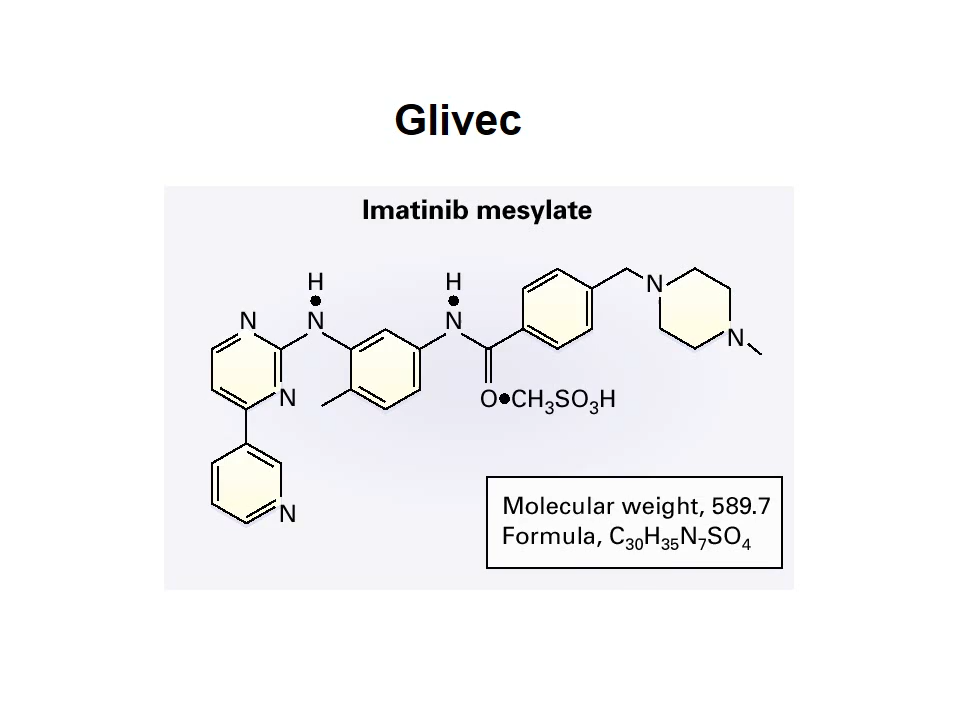 Glivec
Imatinib mesylate
H
H
N
N
N
N
N
N
O•CH₃SO₃H
N
N
Molecular weight, 589.7
Formula, C₃₀H₃₅N₇SO₄